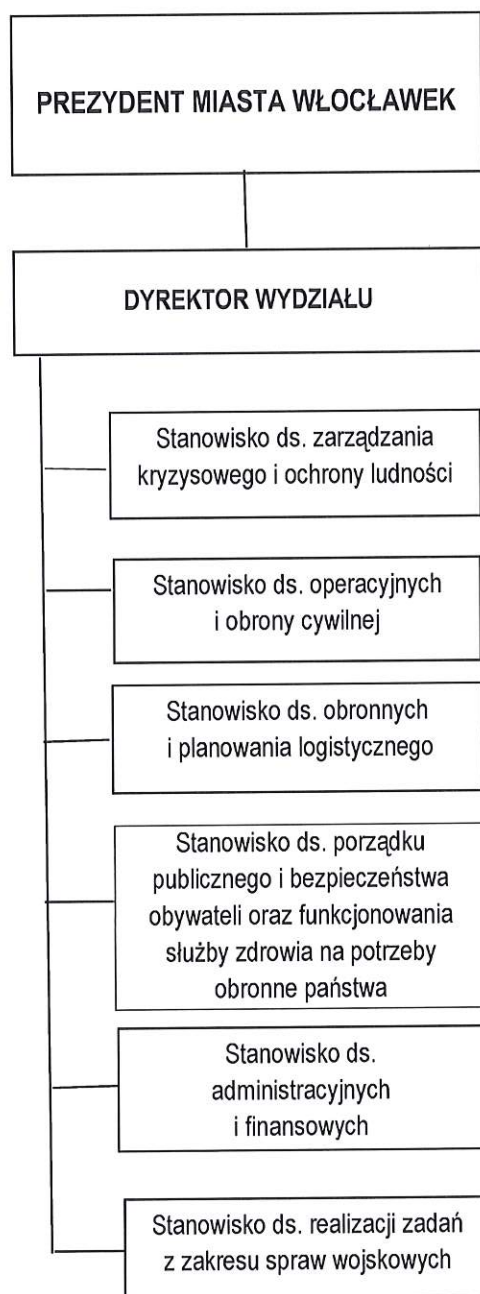 PREZYDENT MIASTA WŁOCŁAWEK
DYREKTOR WYDZIAŁU
Stanowisko ds. zarządzania
kryzysowego i ochrony ludności
Stanowisko ds. operacyjnych
i obrony cywilnej
Stanowisko ds. obronnych
i planowania logistycznego
Stanowisko ds. porządku
publicznego i bezpieczeństwa
obywateli oraz funkcjonowania
służby zdrowia na potrzeby
obronne państwa
Stanowisko ds.
administracyjnych
i finansowych
Stanowisko ds. realizacji zadań
z zakresu spraw wojskowych